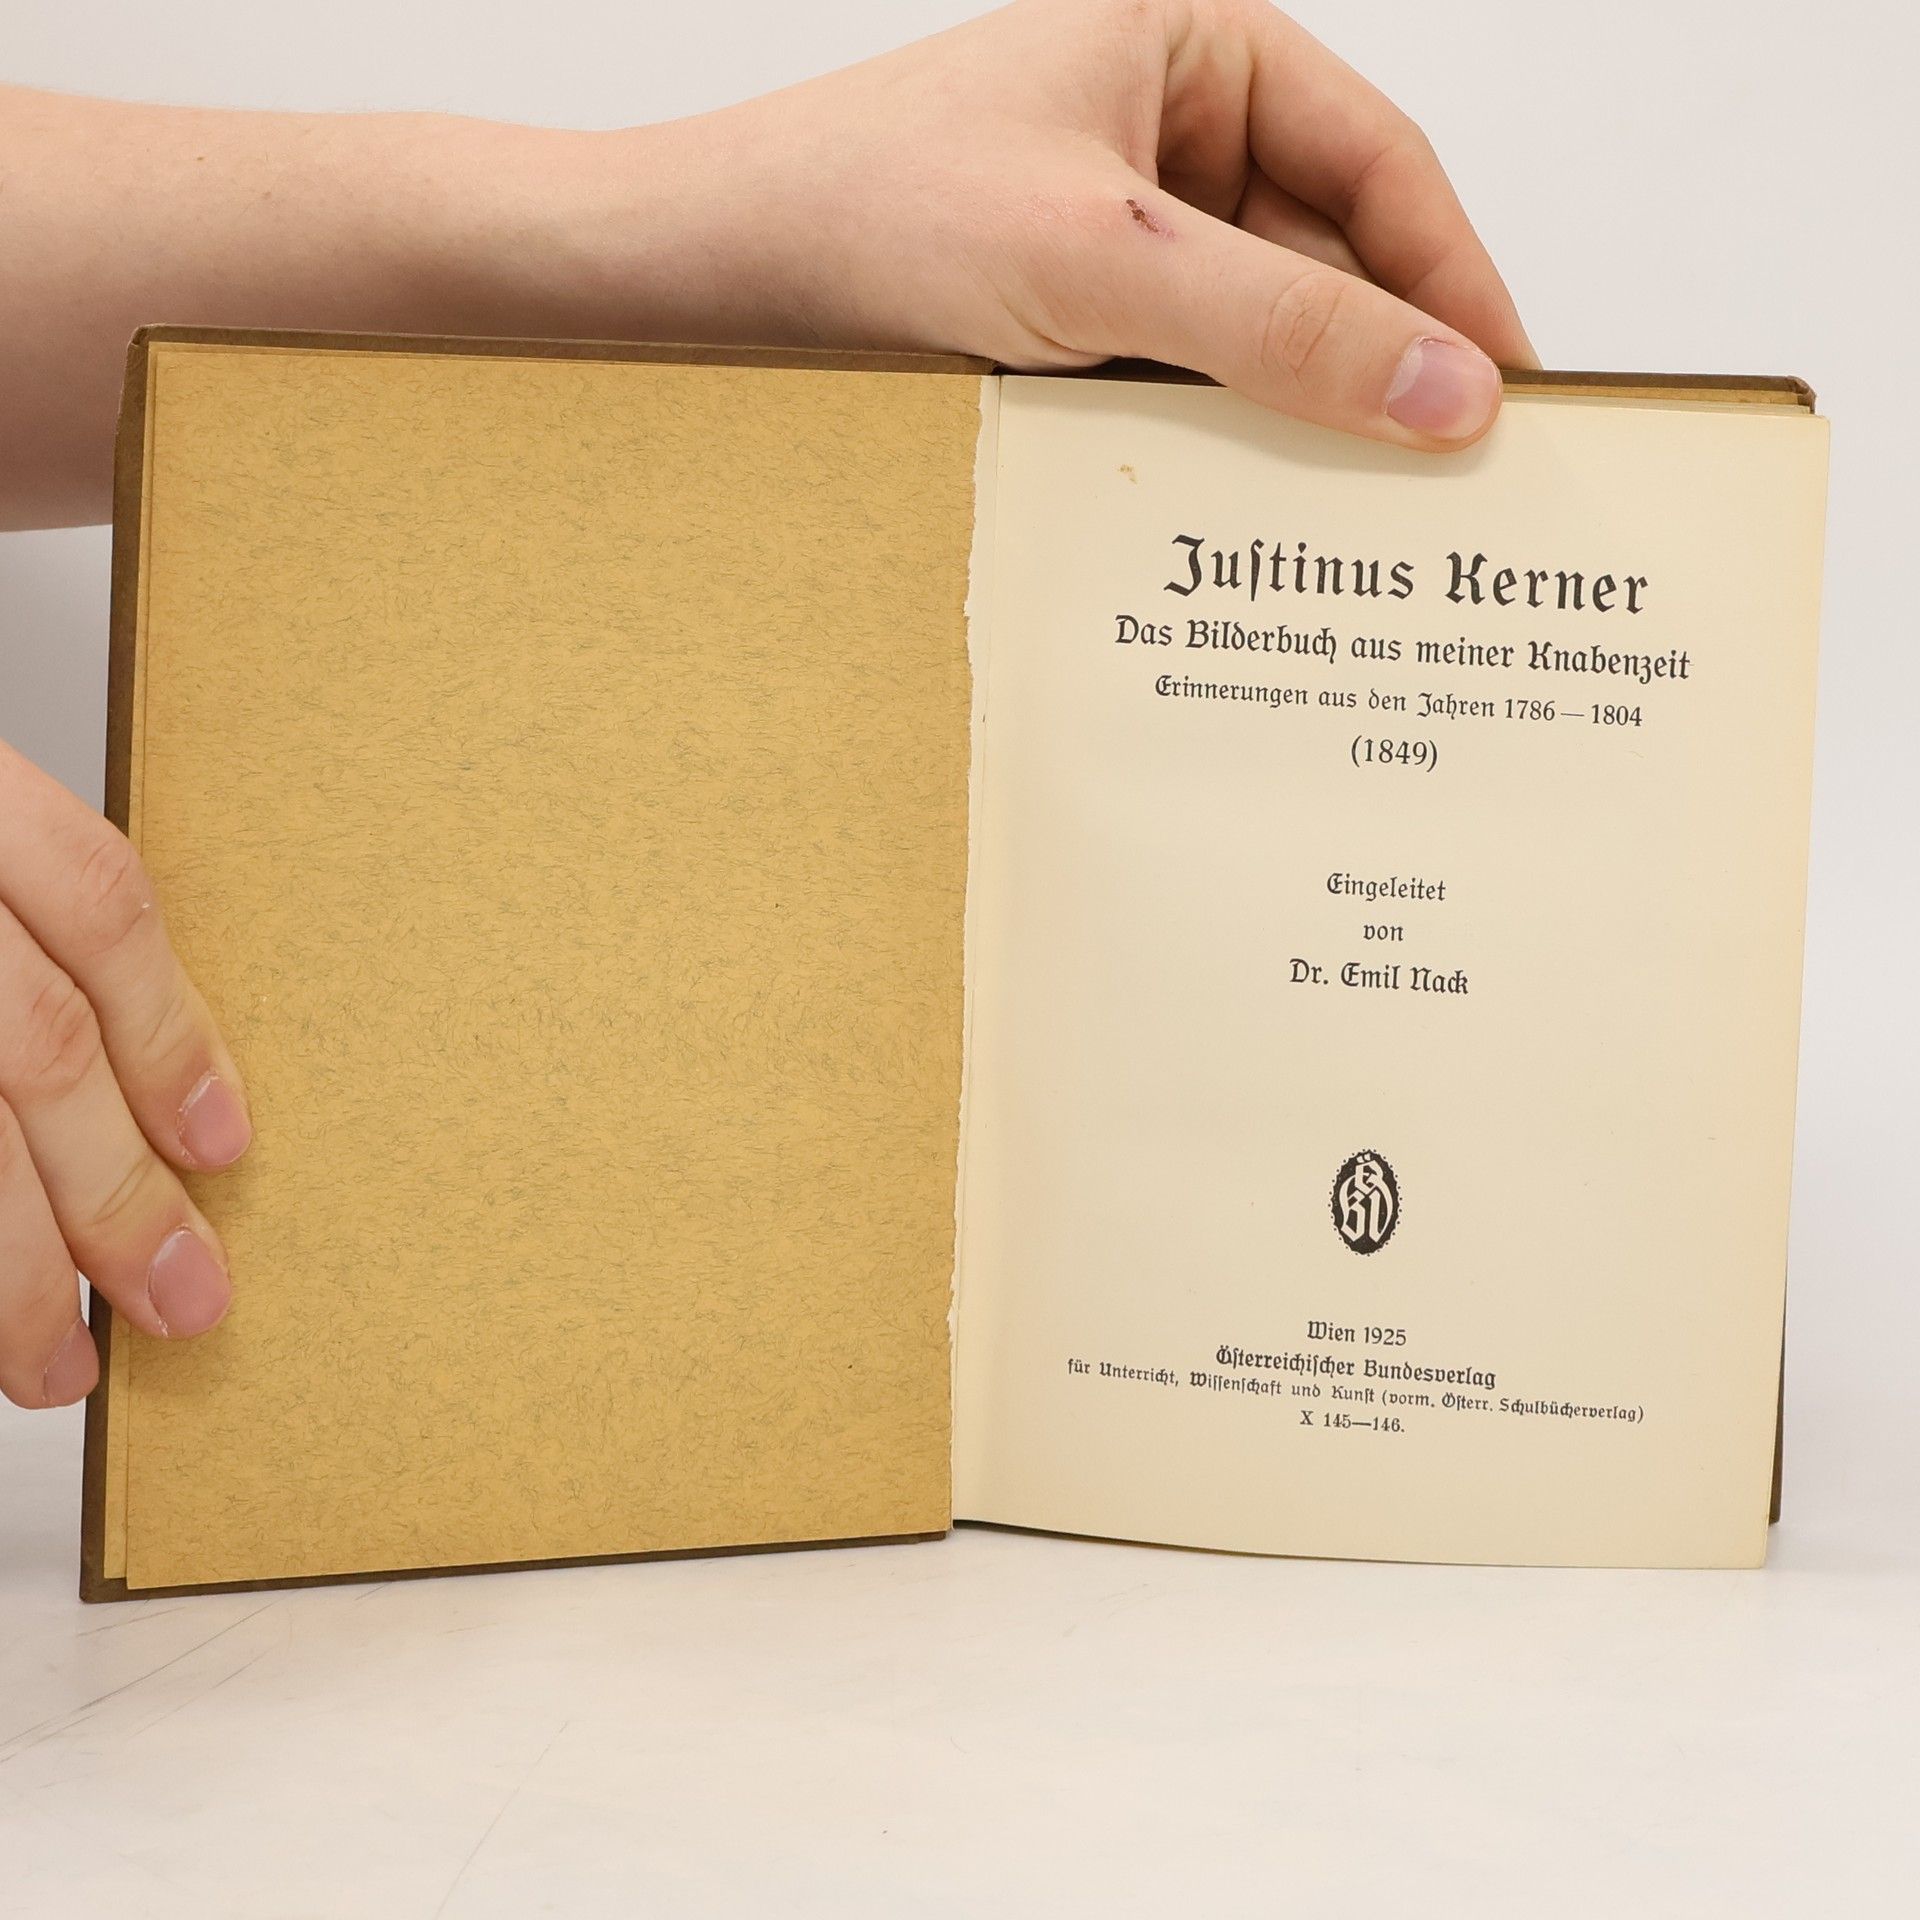 Juſtinus Kerner
Das Bilderbuch aus meiner Knabenzeit
Erinnerungen aus den Jahren 1786 — 1804
(1849)
Eingeleitet
von
Dr. Emil Nack
Wien 1925
Öſterreichiſcher Bundesverlag
für Unterricht, Wiſſenſchaft und Kunſt (vorm. Öſterr. Schulbücherverlag)
X 145—146.